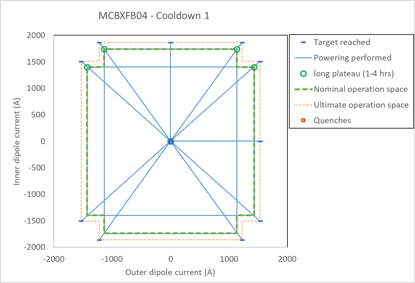 MCBXFB04 - Cooldown 1
2000
1500
1000
500
0
-500
-1000
-1500
-2000
Inner dipole current (A)
-2000 -1000 0 1000 2000
Outer dipole current (A)
Target reached
Powering performed
long plateau (1-4 hrs)
Nominal operation space
Ultimate operation space
Quenches